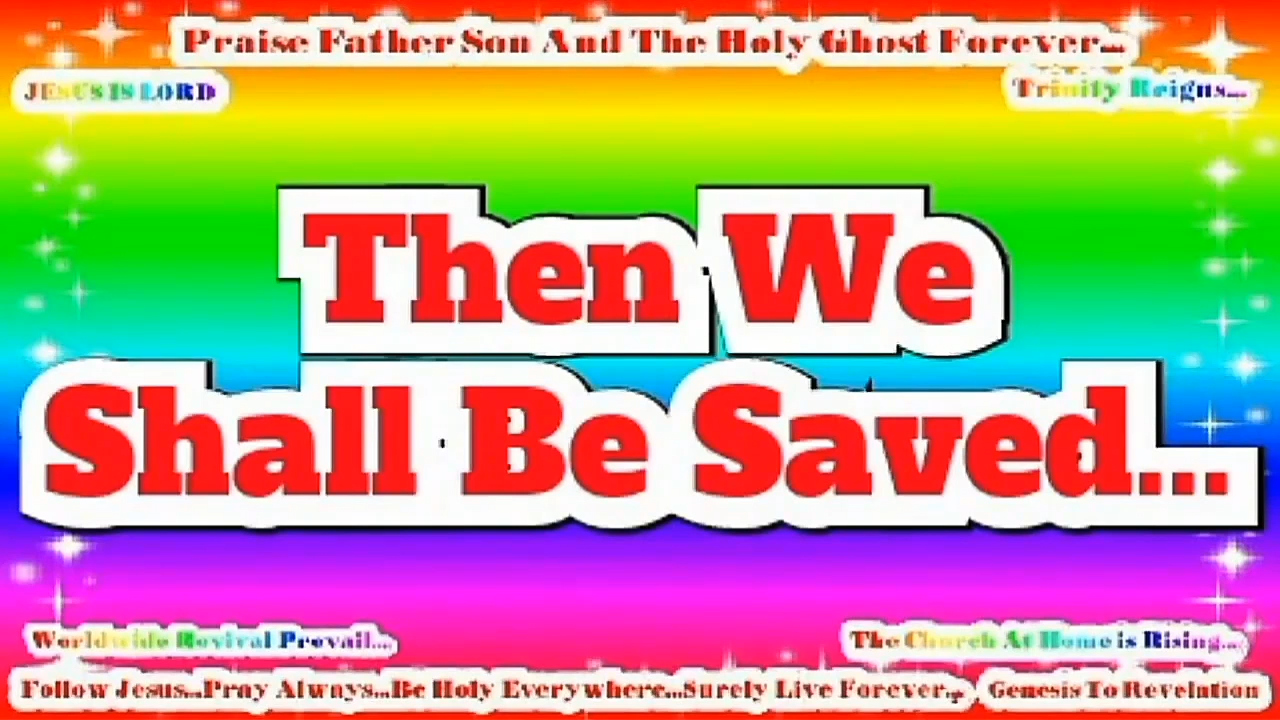 Praise Father Son And The Holy Ghost Forever...
JESUS IS LORD
Trinity Reigns...
Then We
Shall Be Saved...
Worldwide Revival Prevail...
The Church At Home is Rising...
Follow Jesus...Pray Always...Be Holy Everywhere...Surely Live Forever...
Genesis To Revelation